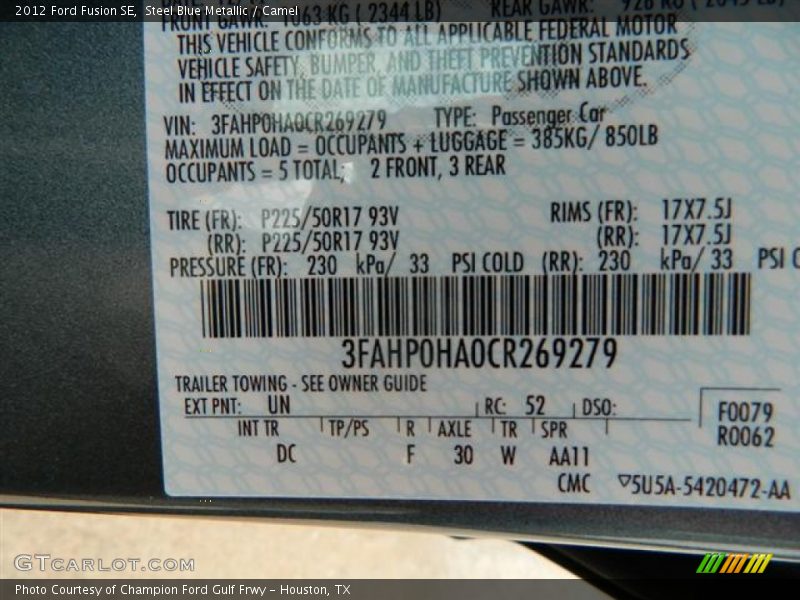 2012 Ford Fusion SE,  Steel Blue Metallic / Camel
FRONT GAWR: 1063 KG ( 2344 LB) REAR GAWR:
THIS VEHICLE CONFORMS TO ALL APPLICABLE FEDERAL MOTOR
VEHICLE SAFETY, BUMPER, AND THEFT PREVENTION STANDARDS
IN EFFECT ON THE DATE OF MANUFACTURE SHOWN ABOVE.
VIN: 3FAHP0HA0CR269279 TYPE: Passenger Car
MAXIMUM LOAD = OCCUPANTS + LUGGAGE = 385KG/ 850LB
OCCUPANTS = 5 TOTAL, 2 FRONT, 3 REAR
TIRE (FR): P225/50R17 93V RIMS (FR): 17X7.5J
(RR): P225/50R17 93V (RR): 17X7.5J
PRESSURE (FR): 230 kPa/ 33 PSI COLD (RR): 230 kPa/ 33 PSI C
3FAHP0HA0CR269279
TRAILER TOWING - SEE OWNER GUIDE
EXT PNT: UN RC: 52 DSO: F0079
R0062
INT TR TP/PS R AXLE TR SPR
DC F 30 W AA11
CMC ▽5U5A-5420472-AA
GTCARLOT.COM
Photo Courtesy of Champion Ford Gulf Frwy - Houston, TX